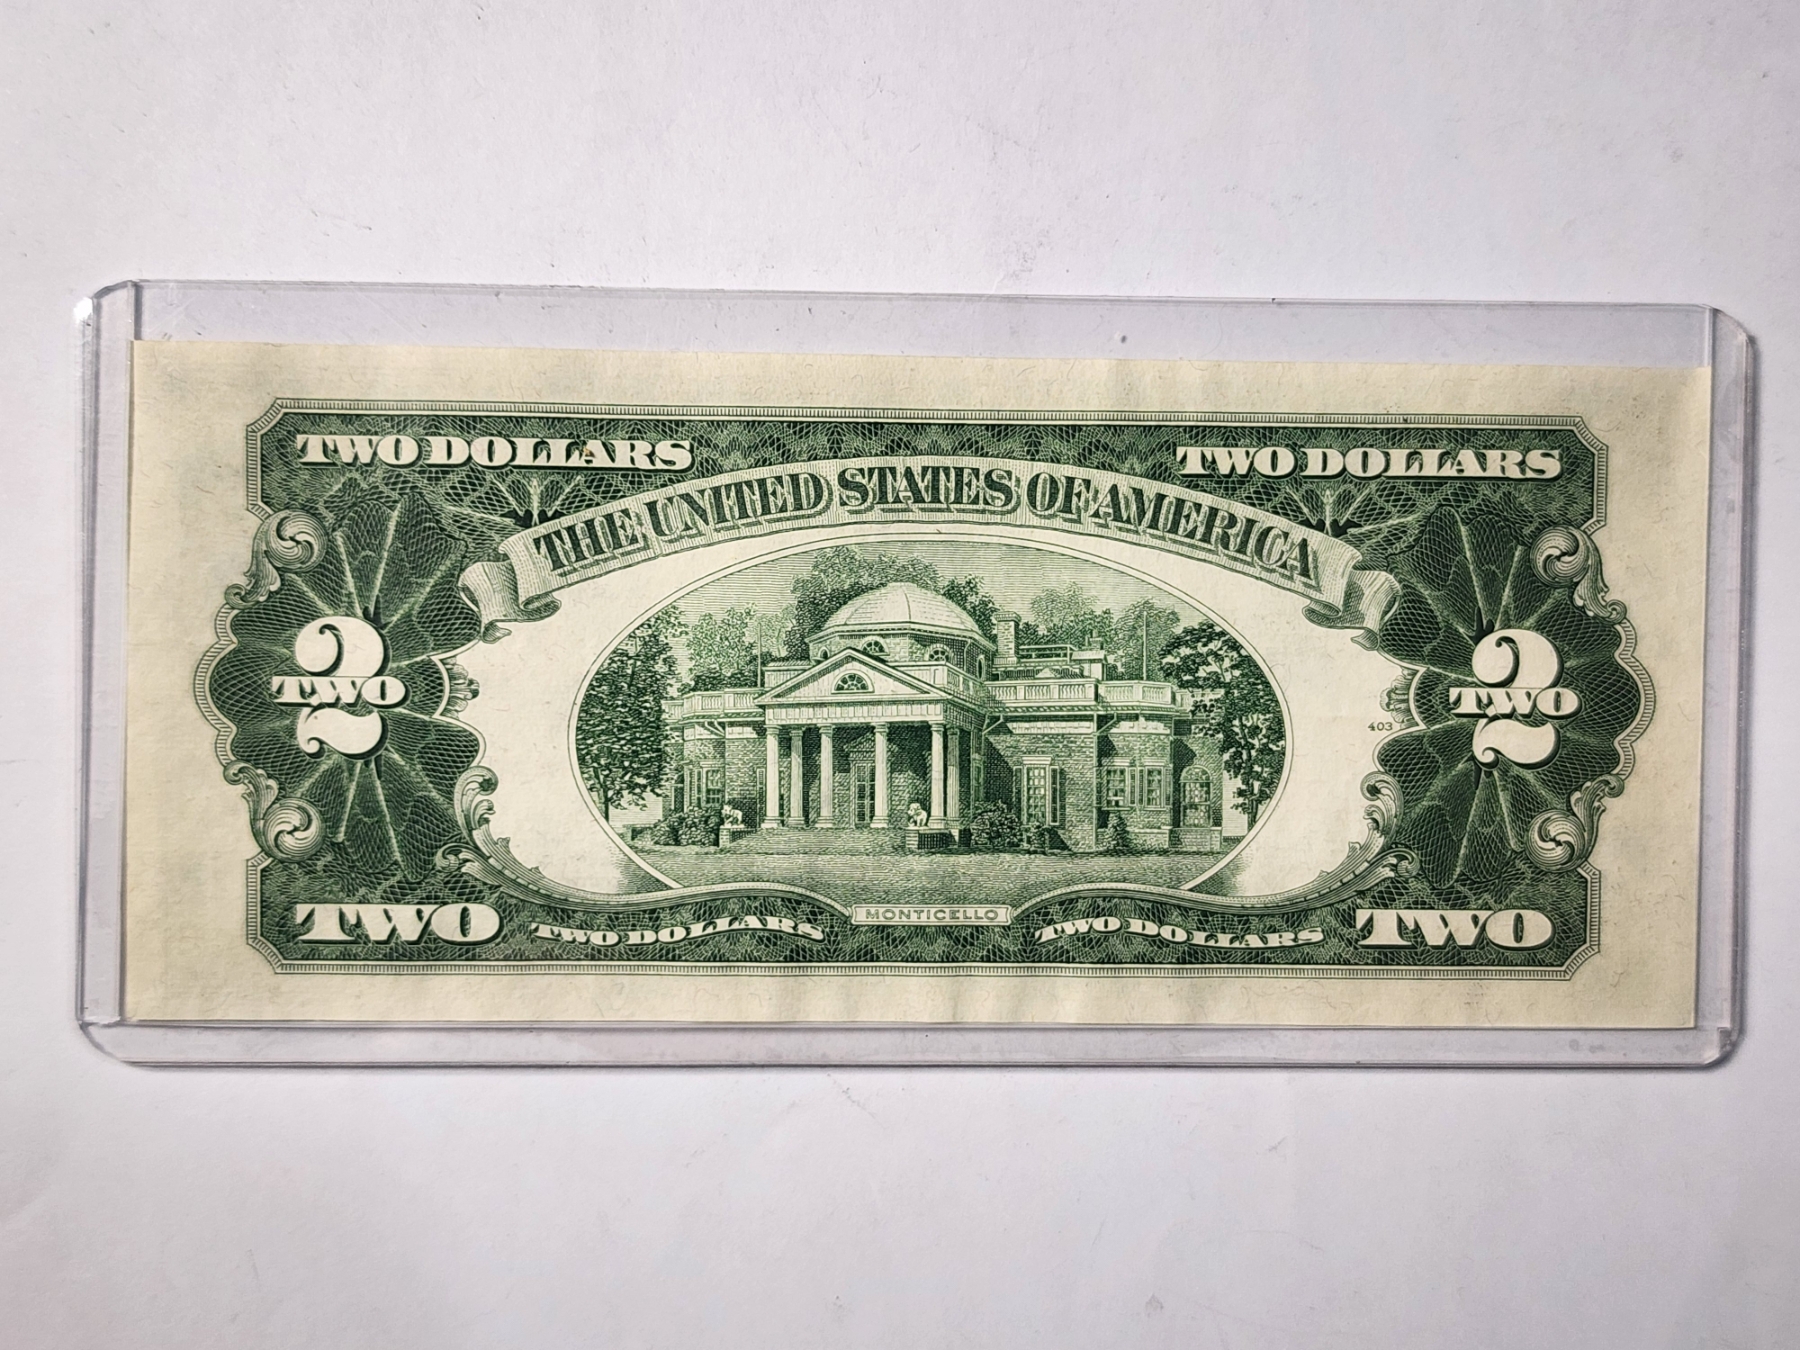 TWO DOLLARS TWO DOLLARS
THE UNITED STATES OF AMERICA
2 2
TWO TWO
403
MONTICELLO
TWO TWO DOLLARS TWO DOLLARS TWO